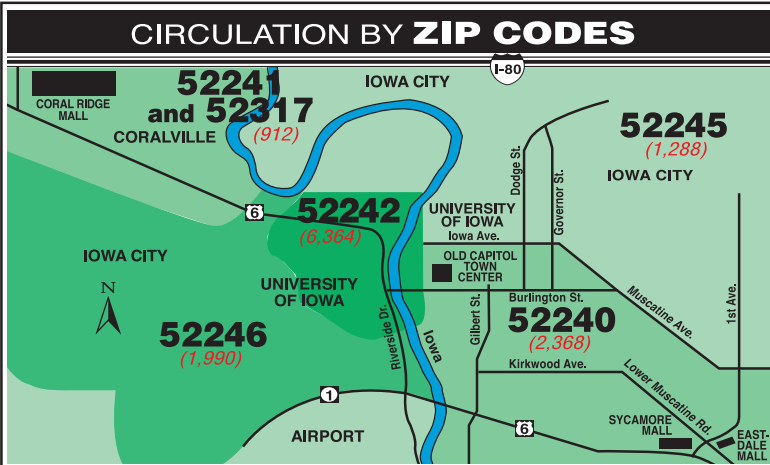 CIRCULATION BY ZIP CODES
I-80
CORAL RIDGE
MALL
52241
and 52317
(912)
CORALVILLE
IOWA CITY
52245
(1,288)
IOWA CITY
Dodge St.
Governor St.
6
52242
(6,364)
UNIVERSITY
OF IOWA
Iowa Ave.
OLD CAPITOL
TOWN
CENTER
IOWA CITY
N
UNIVERSITY
OF IOWA
52246
(1,990)
Riverside Dr.
Iowa
Gilbert St.
Burlington St.
52240
(2,368)
Kirkwood Ave.
Muscatine Ave.
1st Ave.
Lower Muscatine Rd.
1
AIRPORT
6
SYCAMORE
MALL
EAST-
DALE
MALL